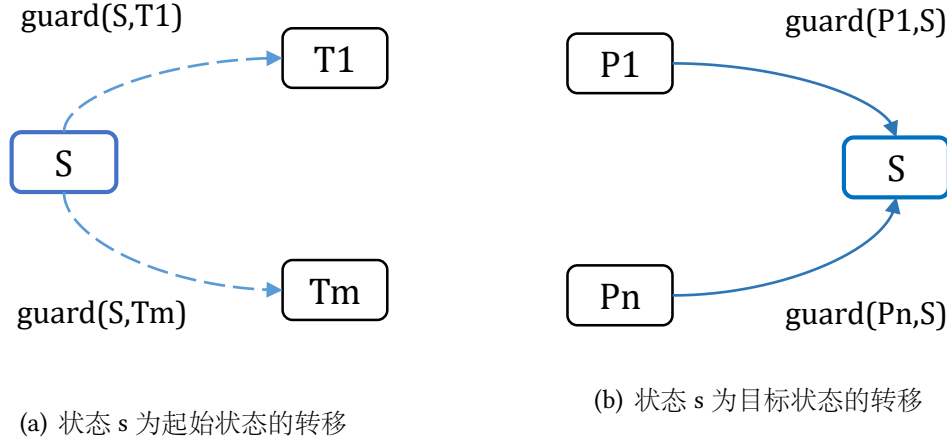 guard(S,T1)
T1
S
Tm
guard(S,Tm)
(a) 状态 s 为起始状态的转移
guard(P1,S)
P1
S
Pn
guard(Pn,S)
(b) 状态 s 为目标状态的转移